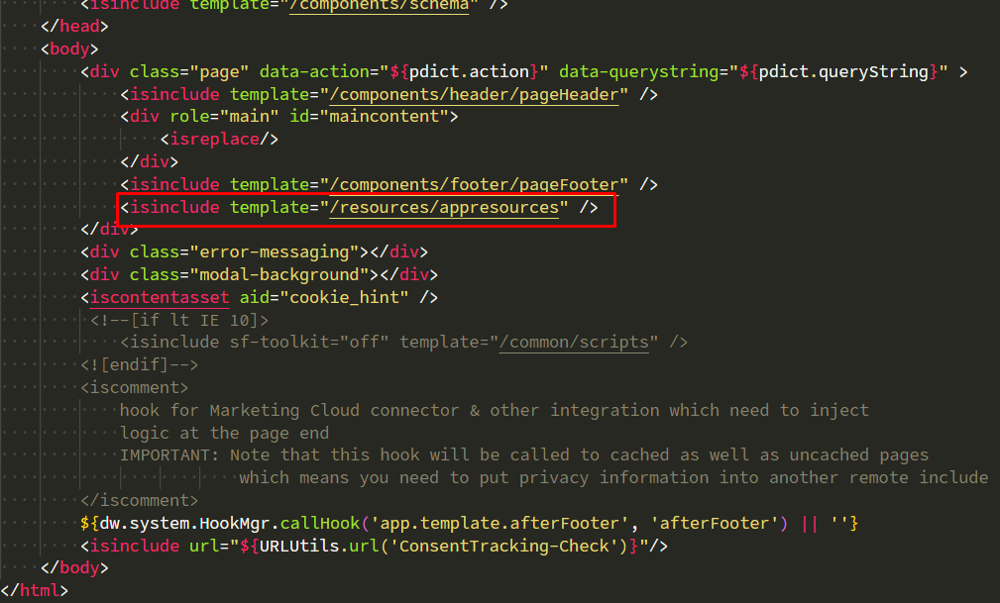 <isinclude template="/components/schema" />
</head>
<body>
<div class="page" data-action="${pdict.action}" data-querystring="${pdict.queryString}" >
<isinclude template="/components/header/pageHeader" />
<div role="main" id="maincontent">
<isreplace/>
</div>
<isinclude template="/components/footer/pageFooter" />
<isinclude template="/resources/appresources" />
</div>
<div class="error-messaging"></div>
<div class="modal-background"></div>
<iscontentasset aid="cookie_hint" />
<!--[if lt IE 10]>
<isinclude sf-toolkit="off" template="/common/scripts" />
<![endif]-->
<iscomment>
hook for Marketing Cloud connector & other integration which need to inject
logic at the page end
IMPORTANT: Note that this hook will be called to cached as well as uncached pages
which means you need to put privacy information into another remote include
</iscomment>
${dw.system.HookMgr.callHook('app.template.afterFooter', 'afterFooter') || ''}
<isinclude url="${URLUtils.url('ConsentTracking-Check')}"/>
</body>
</html>